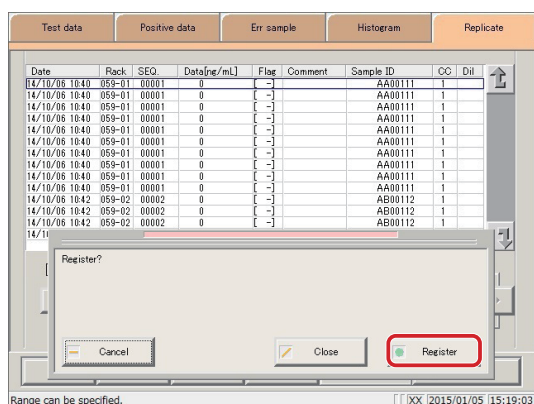 Test data Positive data Err sample Histogram Replicate
Date Rack SEQ. Data[ng/mL] Flag Comment Sample ID CC Dil
14/10/06 10:40 059-01 00001 0 [ -] AA00111 1
14/10/06 10:40 059-01 00001 0 [ -] AA00111 1
14/10/06 10:40 059-01 00001 0 [ -] AA00111 1
14/10/06 10:40 059-01 00001 0 [ -] AA00111 1
14/10/06 10:40 059-01 00001 0 [ -] AA00111 1
14/10/06 10:40 059-01 00001 0 [ -] AA00111 1
14/10/06 10:40 059-01 00001 0 [ -] AA00111 1
14/10/06 10:40 059-01 00001 0 [ -] AA00111 1
14/10/06 10:40 059-01 00001 0 [ -] AA00111 1
14/10/06 10:42 059-02 00002 0 [ -] AB00112 1
14/10/06 10:42 059-02 00002 0 [ -] AB00112 1
14/10/06 10:42 059-02 00002 0 [ -] AB00112 1
Register?
Cancel Close Register
Range can be specified. [ [ XX 2015/01/05 15:19:03